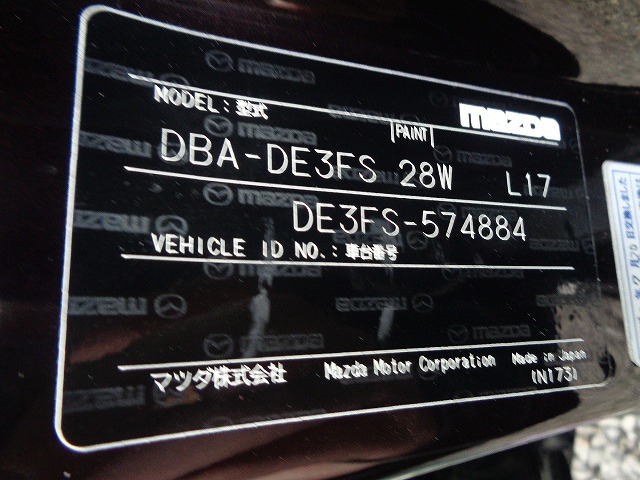 mazda
MODEL: 型式
PAINT
DBA-DE3FS 28W L17
DE3FS-574884
VEHICLE ID NO.: 車台番号
マツダ株式会社 Mazda Motor Corporation Made in Japan
(N173)